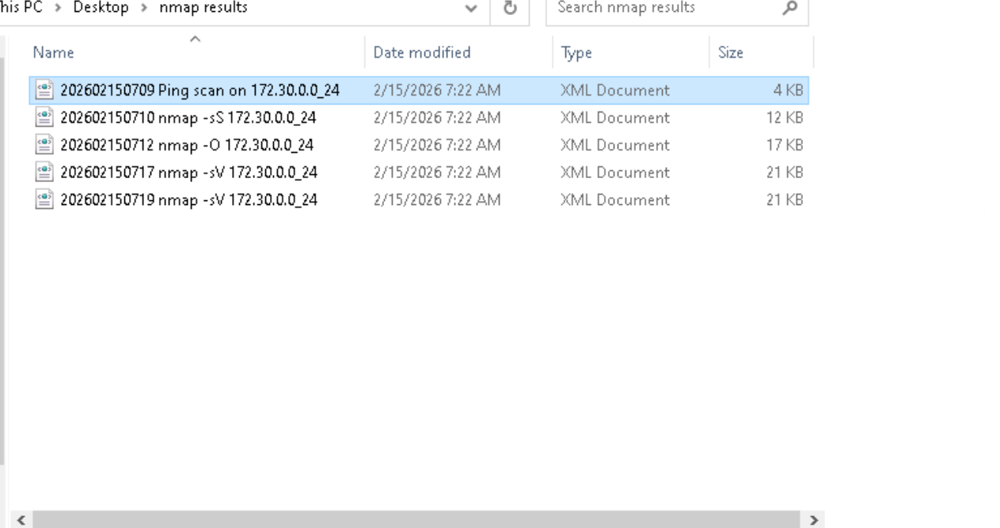 his PC > Desktop > nmap results Search nmap results
Name Date modified Type Size
202602150709 Ping scan on 172.30.0.0_24 2/15/2026 7:22 AM XML Document 4 KB
202602150710 nmap -sS 172.30.0.0_24 2/15/2026 7:22 AM XML Document 12 KB
202602150712 nmap -O 172.30.0.0_24 2/15/2026 7:22 AM XML Document 17 KB
202602150717 nmap -sV 172.30.0.0_24 2/15/2026 7:22 AM XML Document 21 KB
202602150719 nmap -sV 172.30.0.0_24 2/15/2026 7:22 AM XML Document 21 KB